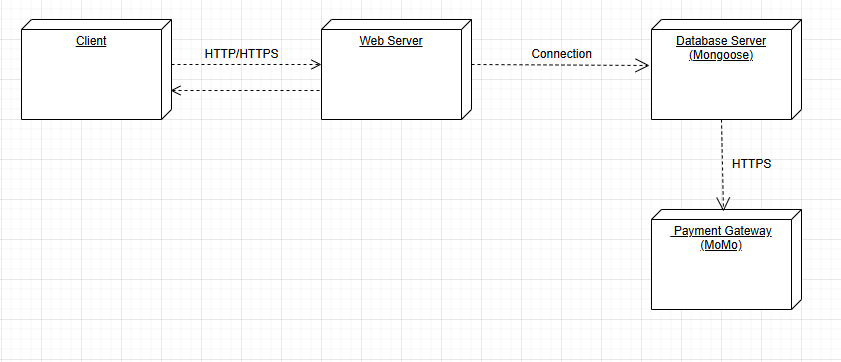 Client
HTTP/HTTPS
Web Server
Connection
Database Server
(Mongoose)
HTTPS
Payment Gateway
(MoMo)